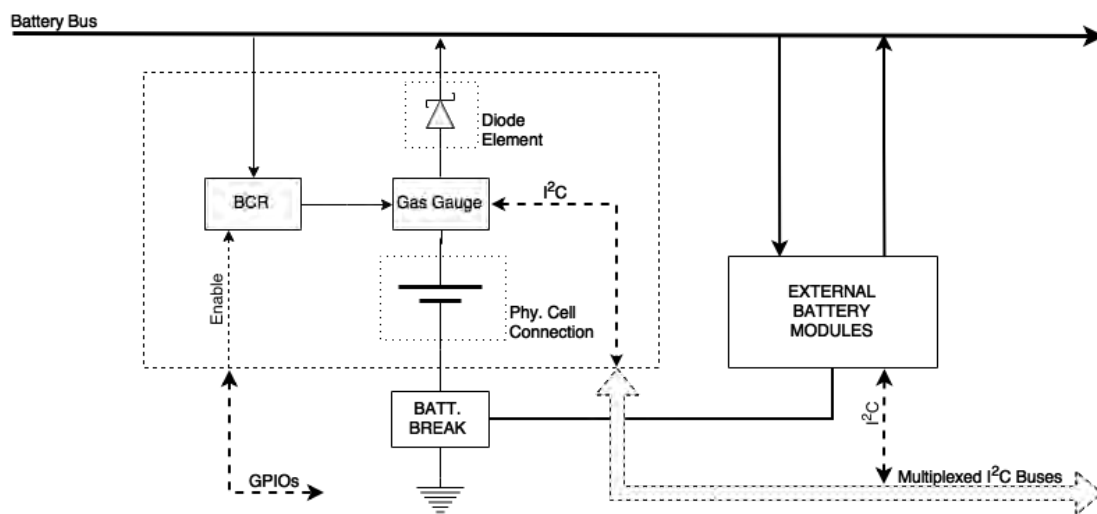 Battery Bus
Diode
Element
BCR
Gas Gauge
I²C
Enable
Phy. Cell
Connection
EXTERNAL
BATTERY
MODULES
BATT.
BREAK
I²C
GPIOs
Multiplexed I²C Buses